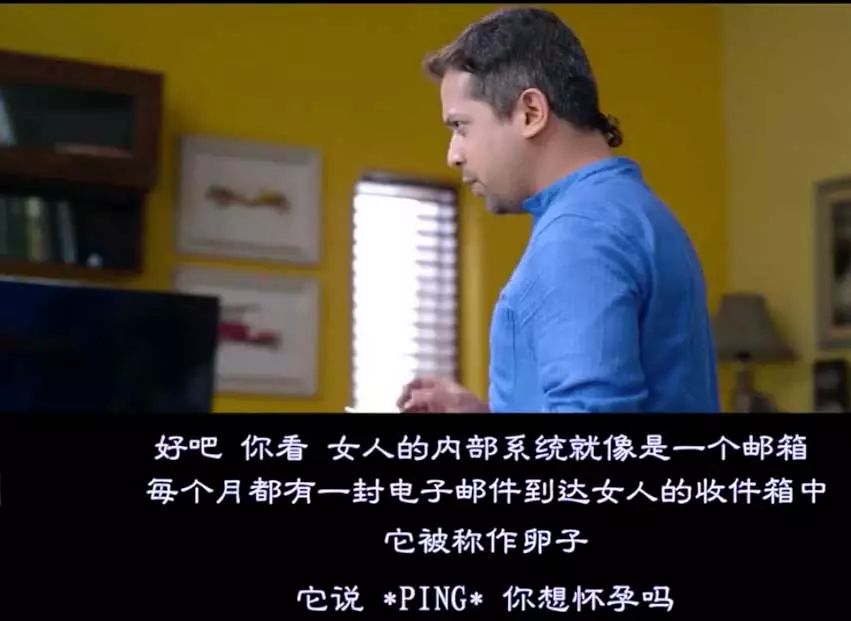 好吧 你看 女人的内部系统就像是一个邮箱
每个月都有一封电子邮件到达女人的收件箱中
它被称作卵子
它说 *PING* 你想怀孕吗